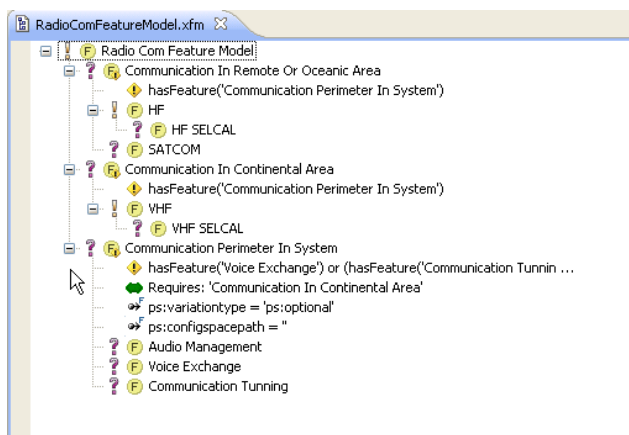 RadioComFeatureModel.xfm
! F Radio Com Feature Model
? F Communication In Remote Or Oceanic Area
! hasFeature('Communication Perimeter In System')
! F HF
? F HF SELCAL
? F SATCOM
? F Communication In Continental Area
! hasFeature('Communication Perimeter In System')
! F VHF
? F VHF SELCAL
? F Communication Perimeter In System
! hasFeature('Voice Exchange') or (hasFeature('Communication Tunnin ...
Requires: 'Communication In Continental Area'
F ps:variationtype = 'ps:optional'
F ps:configspacepath = ''
? F Audio Management
? F Voice Exchange
? F Communication Tunning